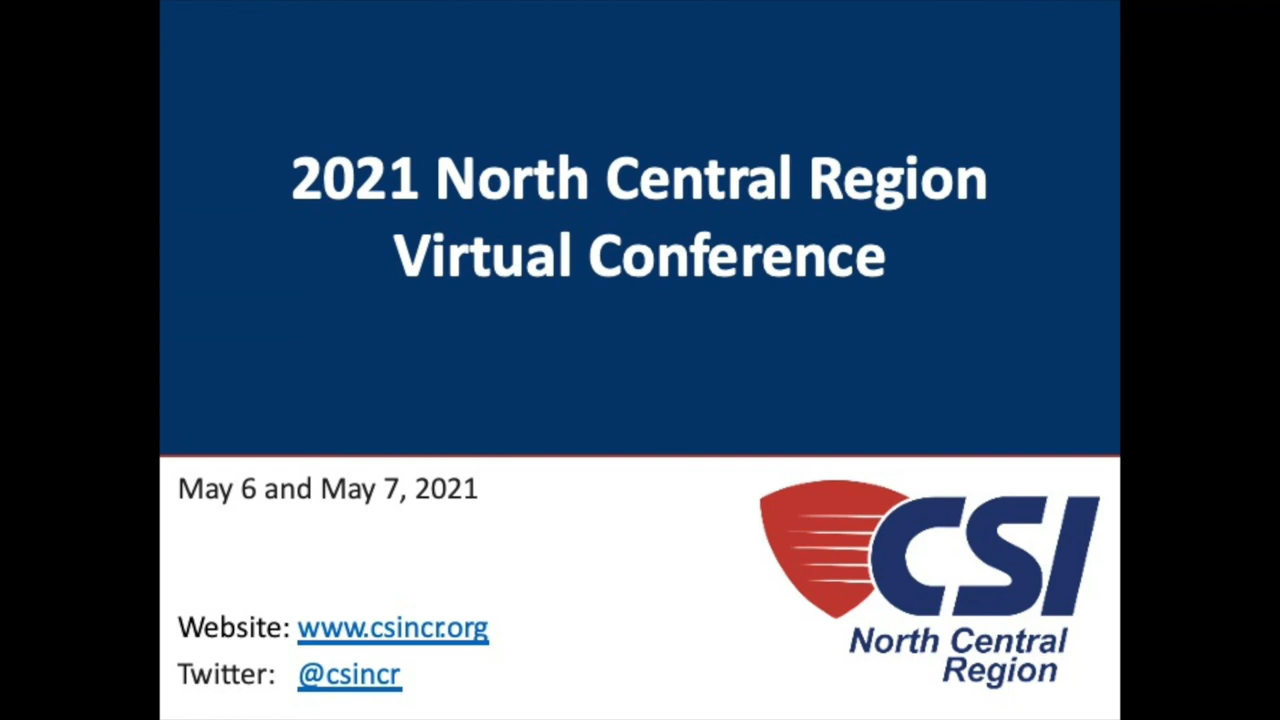 2021 North Central Region
Virtual Conference
May 6 and May 7, 2021
Website: www.csincr.org
Twitter: @csincr
CSI
North Central
Region